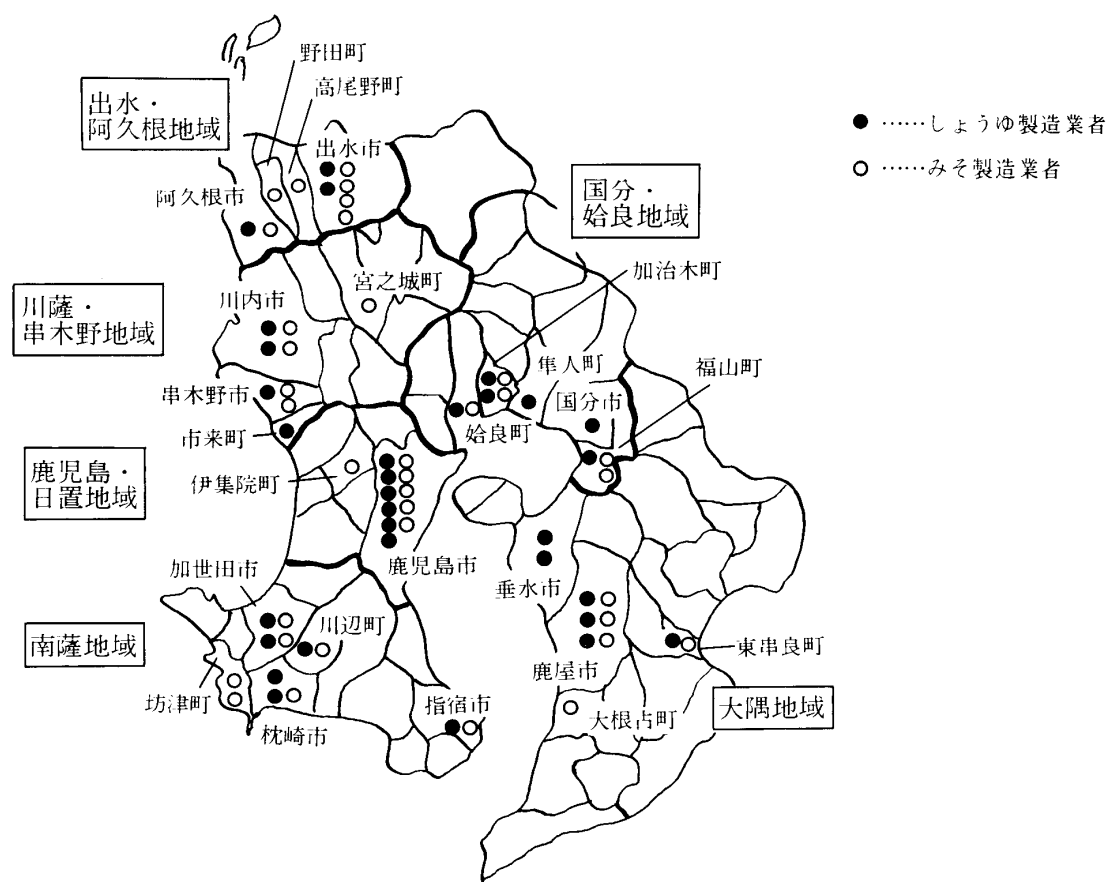 野田町
高尾野町
出水・
阿久根地域
出水市
阿久根市
●……しょうゆ製造業者
○……みそ製造業者
国分・
姶良地域
加治木町
宮之城町
川薩・
串木野地域
川内市
隼人町
福山町
串木野市
国分市
市来町
姶良町
鹿児島・
日置地域
伊集院町
鹿児島市
加世田市
垂水市
南薩地域
川辺町
東串良町
鹿屋市
坊津町
指宿市
大根占町
大隅地域
枕崎市